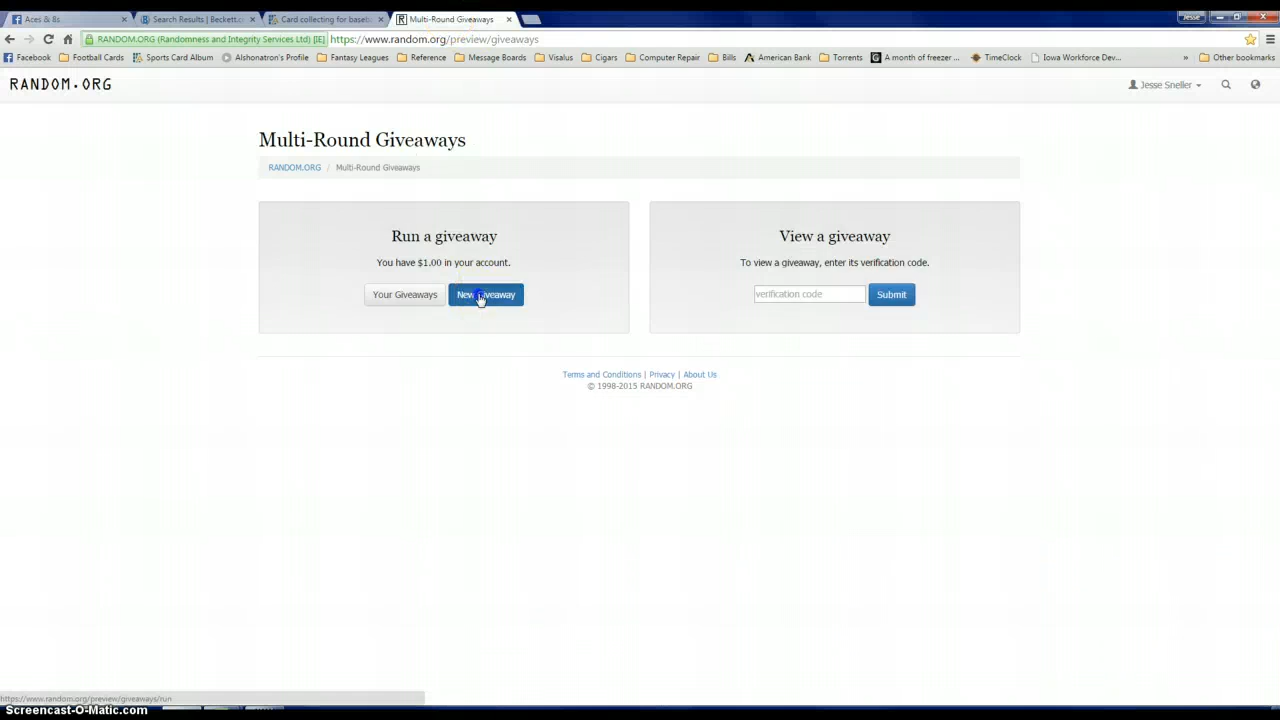 Aces & 8s
Search Results | Beckett.c
Card collecting for baseb
Multi-Round Giveaways
Jesse
RANDOM.ORG (Randomness and Integrity Services Ltd) [IE] https://www.random.org/preview/giveaways
Facebook Football Cards Sports Card Album Alshonatron's Profile Fantasy Leagues Reference Message Boards Visalus Cigars Computer Repair Bills American Bank Torrents A month of freezer ... TimeClock Iowa Workforce Dev... » Other bookmarks
RANDOM.ORG
Jesse Sneller
Multi-Round Giveaways
RANDOM.ORG / Multi-Round Giveaways
Run a giveaway
You have $1.00 in your account.
Your Giveaways New Giveaway
View a giveaway
To view a giveaway, enter its verification code.
verification code Submit
Terms and Conditions | Privacy | About Us
© 1998-2015 RANDOM.ORG
https://www.random.org/preview/giveaways/run
Screencast-O-Matic.com